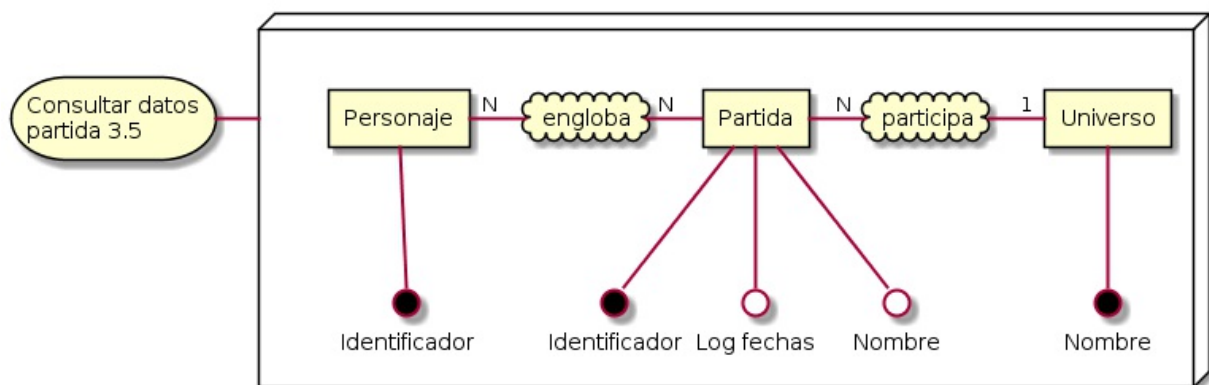 Consultar datos
partida 3.5
Personaje
N
engloba
N
Partida
N
participa
1
Universo
Identificador
Identificador
Log fechas
Nombre
Nombre